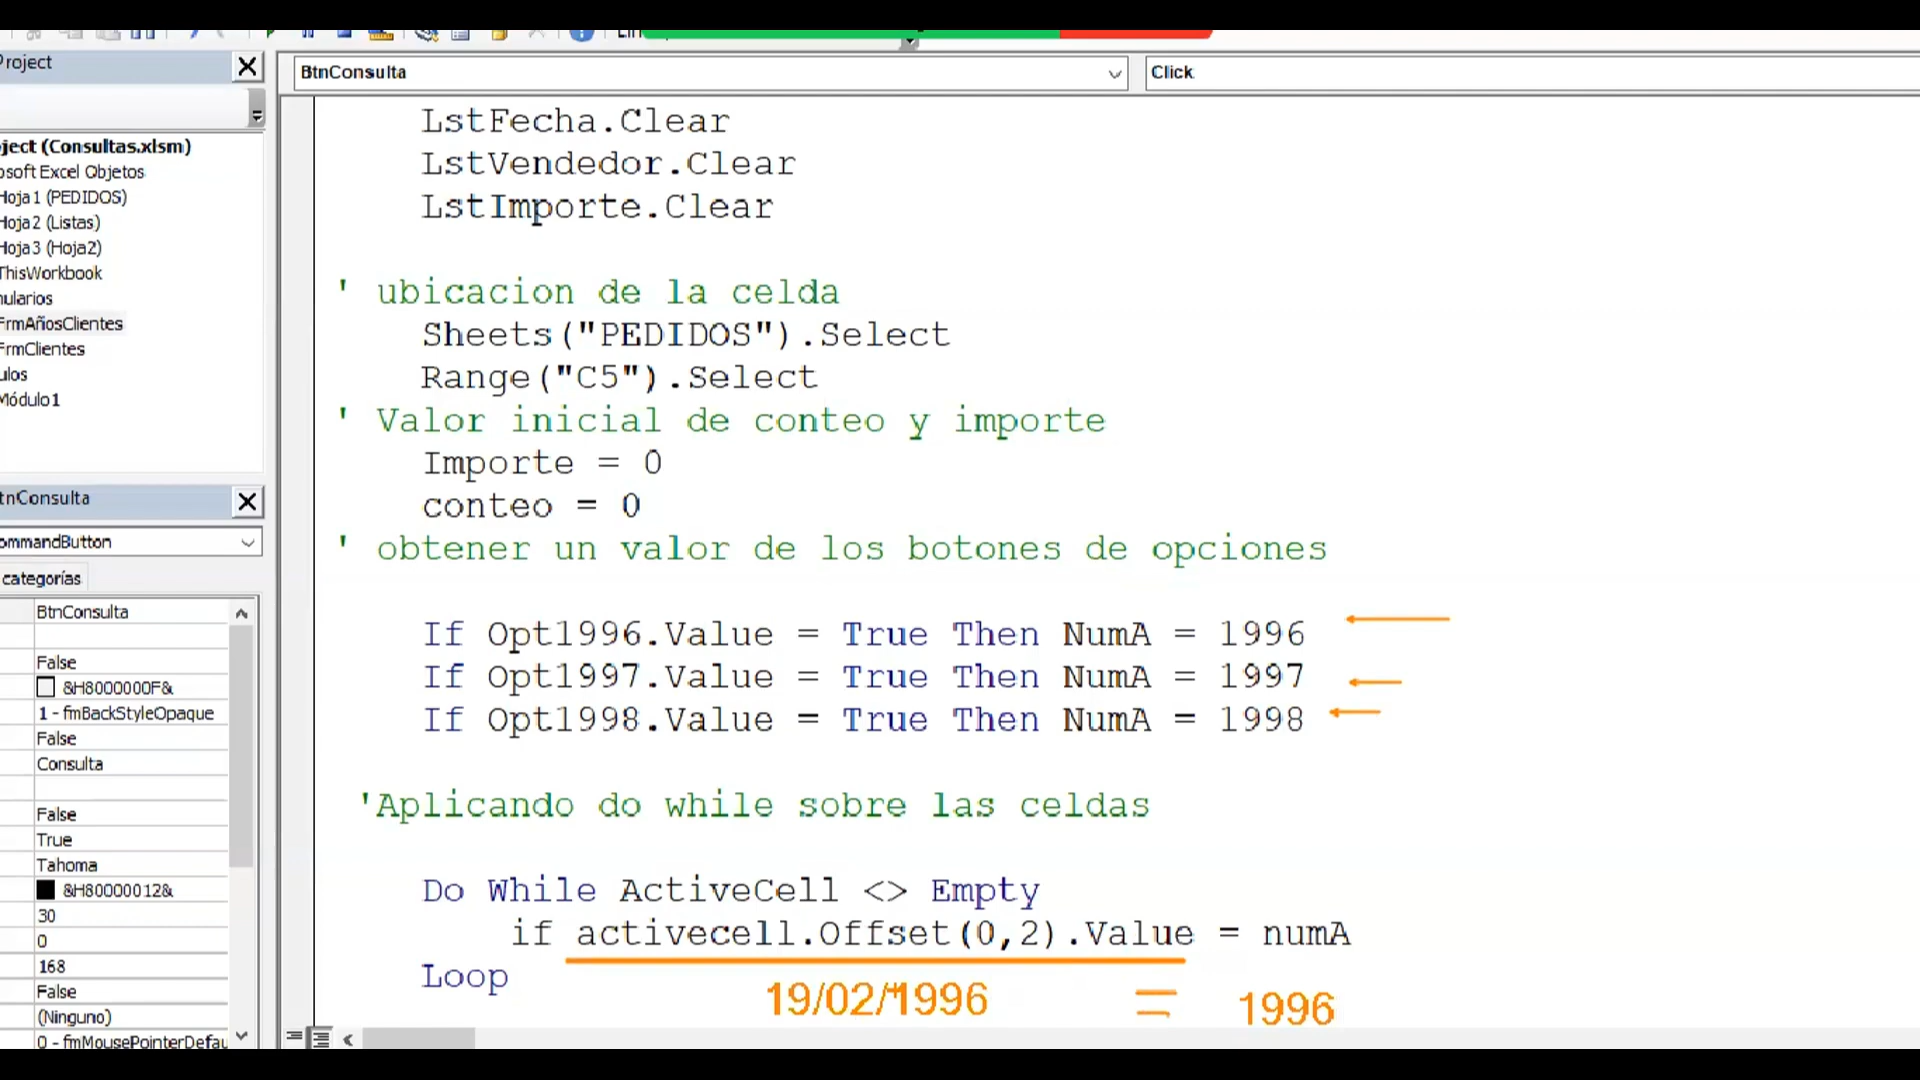 Project
BtnConsulta
Click
ject (Consultas.xlsm)
osoft Excel Objetos
Hoja1 (PEDIDOS)
Hoja2 (Listas)
Hoja3 (Hoja2)
ThisWorkbook
nularios
FrmAñosClientes
FrmClientes
ulos
Módulo1
tnConsulta
ommandButton
categorías
BtnConsulta
False
&H8000000F&
1 - fmBackStyleOpaque
False
Consulta
False
True
Tahoma
&H80000012&
30
0
168
False
(Ninguno)
0 - fmMousePointerDefau
LstFecha.Clear
LstVendedor.Clear
LstImporte.Clear
' ubicacion de la celda
Sheets("PEDIDOS").Select
Range("C5").Select
' Valor inicial de conteo y importe
Importe = 0
conteo = 0
' obtener un valor de los botones de opciones
If Opt1996.Value = True Then NumA = 1996
If Opt1997.Value = True Then NumA = 1997
If Opt1998.Value = True Then NumA = 1998
'Aplicando do while sobre las celdas
Do While ActiveCell <> Empty
if activecell.Offset(0,2).Value = numA
Loop
19/02/1996 = 1996